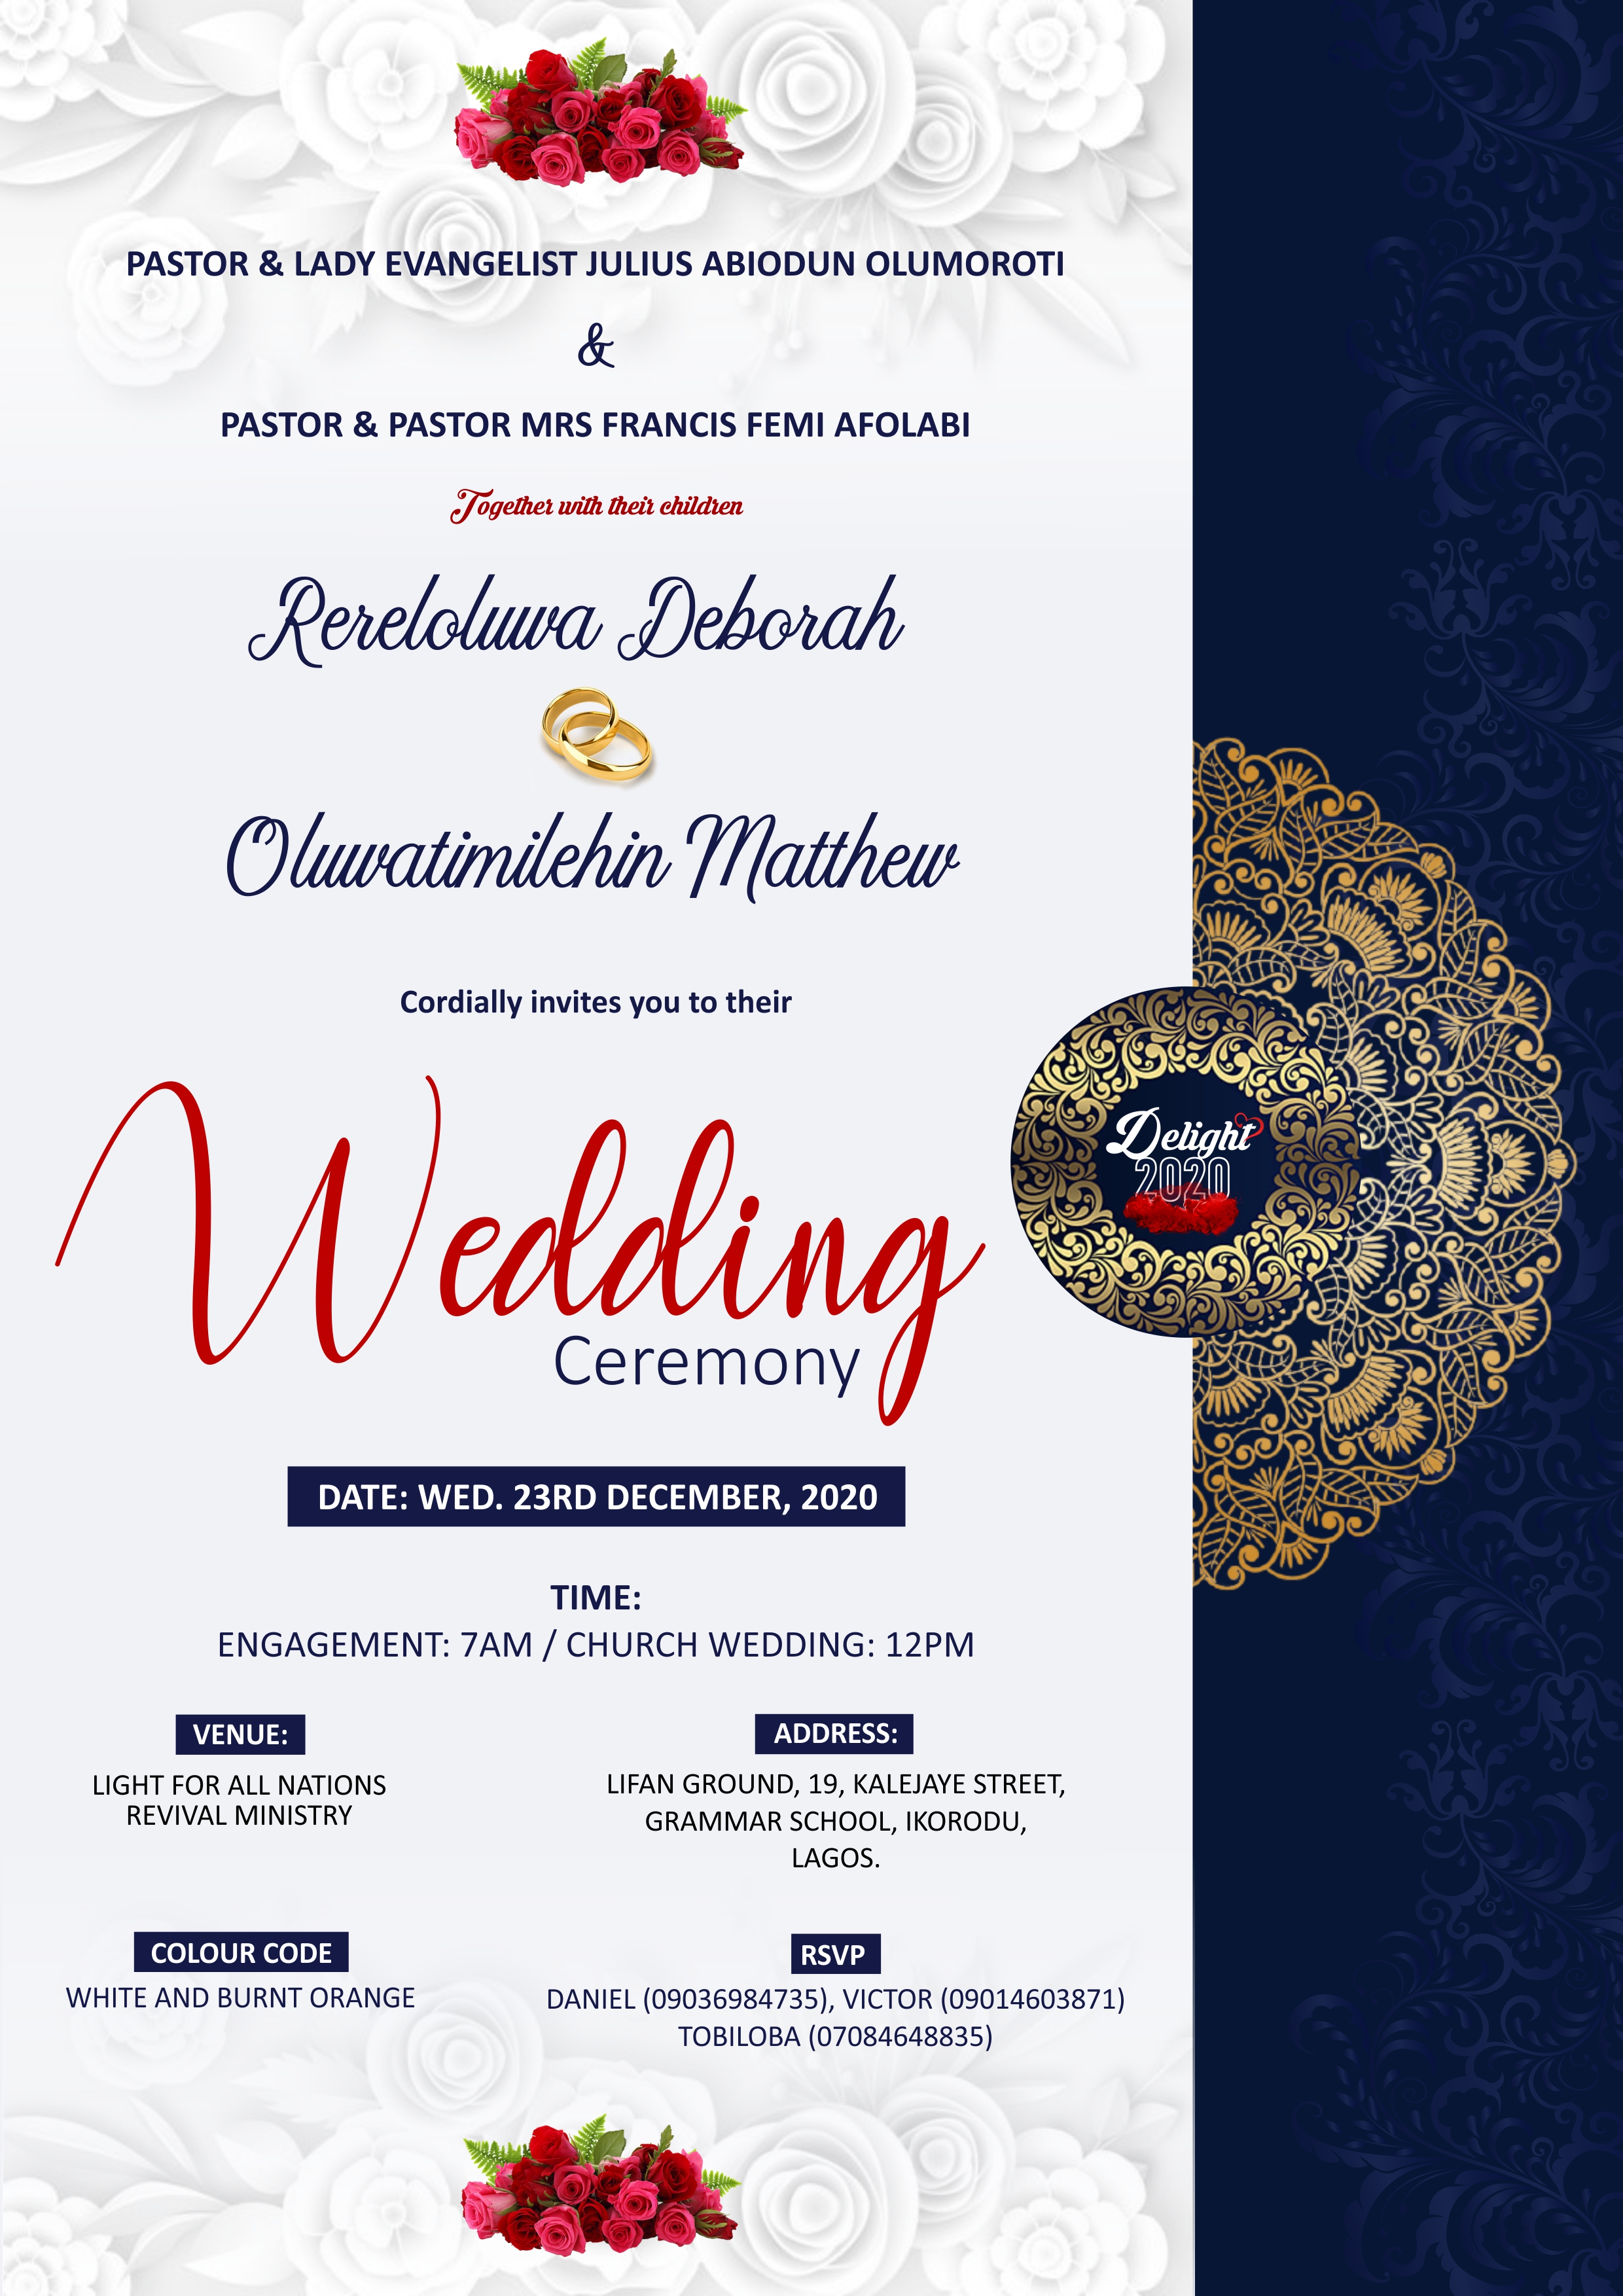 PASTOR & LADY EVANGELIST JULIUS ABIODUN OLUMOROTI
&
PASTOR & PASTOR MRS FRANCIS FEMI AFOLABI
Together with their children
Rereloluwa Deborah
Oluwatimilehin Matthew
Cordially invites you to their
Wedding
Ceremony
Delight
2020
DATE: WED. 23RD DECEMBER, 2020
TIME:
ENGAGEMENT: 7AM / CHURCH WEDDING: 12PM
VENUE:
LIGHT FOR ALL NATIONS
REVIVAL MINISTRY
ADDRESS:
LIFAN GROUND, 19, KALEJAYE STREET,
GRAMMAR SCHOOL, IKORODU,
LAGOS.
COLOUR CODE
WHITE AND BURNT ORANGE
RSVP
DANIEL (09036984735), VICTOR (09014603871)
TOBILOBA (07084648835)